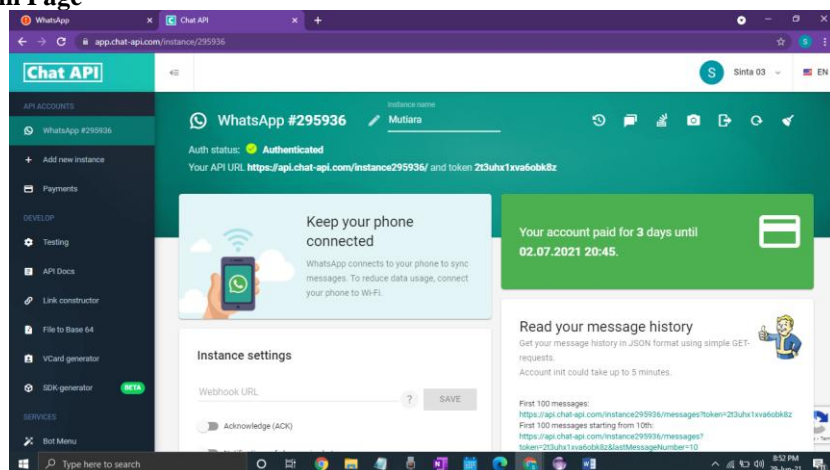 WhatsApp
Chat API
app.chat-api.com/instance/295936
Chat API
Sinta 03
EN
API ACCOUNTS
WhatsApp #295936
Add new instance
Payments
DEVELOP
Testing
API Docs
Link constructor
File to Base 64
VCard generator
SDK-generator
BETA
SERVICES
Bot Menu
WhatsApp #295936
Instance name
Mutiara
Auth status: Authenticated
Your API URL https://api.chat-api.com/instance295936/ and token 2t3uhx1xva6obk8z
Keep your phone
connected
WhatsApp connects to your phone to sync
messages. To reduce data usage, connect
your phone to Wi-Fi.
Your account paid for 3 days until
02.07.2021 20:45.
Instance settings
Webhook URL
?
SAVE
Acknowledge (ACK)
Read your message history
Get your message history in JSON format using simple GET-
requests.
Account init could take up to 5 minutes.
First 100 messages:
https://api.chat-api.com/instance295936/messages?token=2t3uhx1xva6obk8z
First 100 messages starting from 10th:
https://api.chat-api.com/instance295936/messages?
token=2t3uhx1xva6obk8z&lastMessageNumber=10
Type here to search
8:52 PM
29-Jun-21